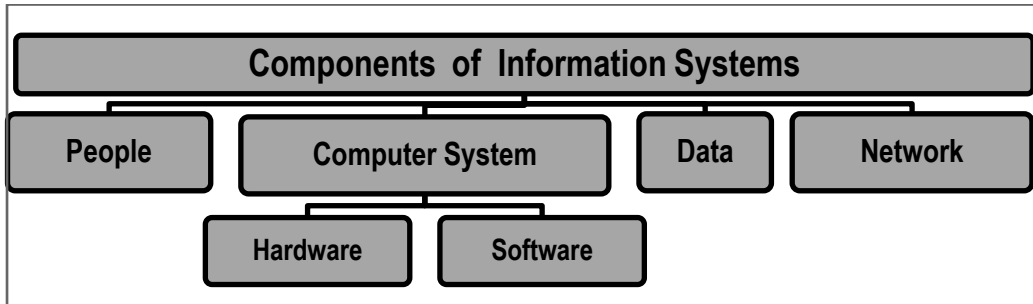 Components of Information Systems
People
Computer System
Data
Network
Hardware
Software